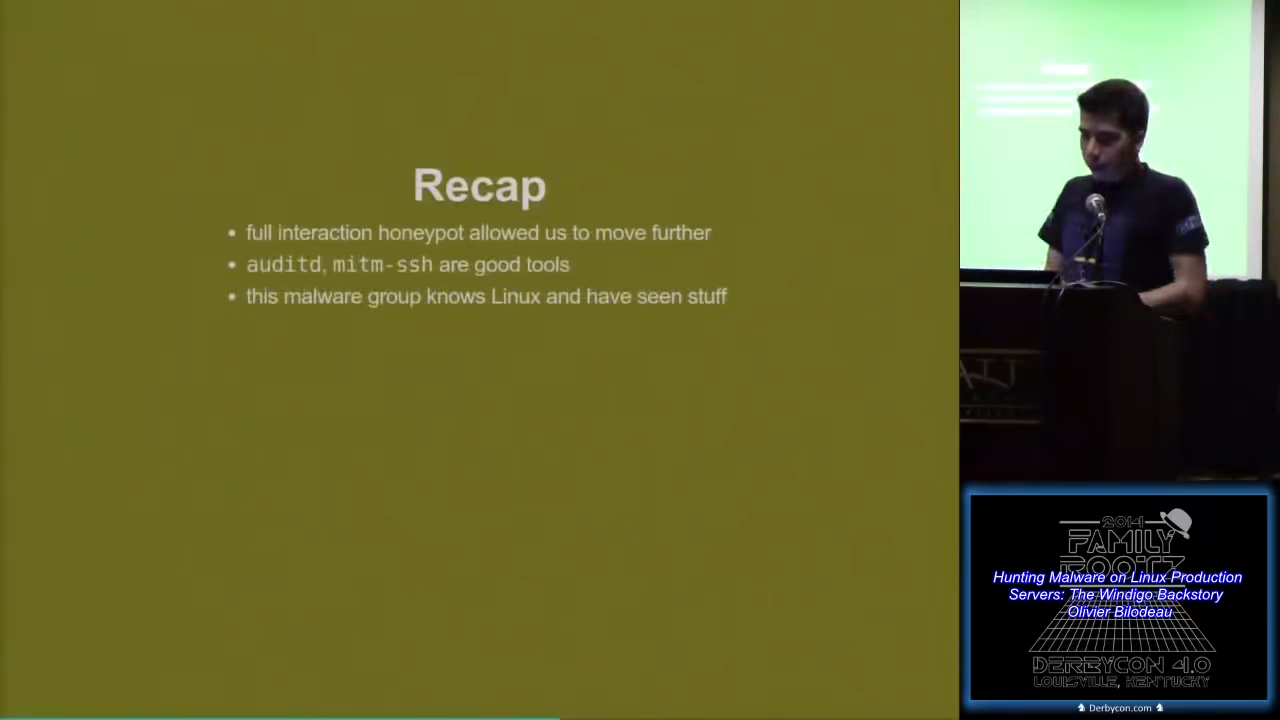 Recap
• full interaction honeypot allowed us to move further
• auditd, mitm-ssh are good tools
• this malware group knows Linux and have seen stuff
2014
FAMILY
ROOTZ
Hunting Malware on Linux Production
Servers: The Windigo Backstory
Olivier Bilodeau
DERBYCON 4.0
LOUISVILLE, KENTUCKY
Derbycon.com